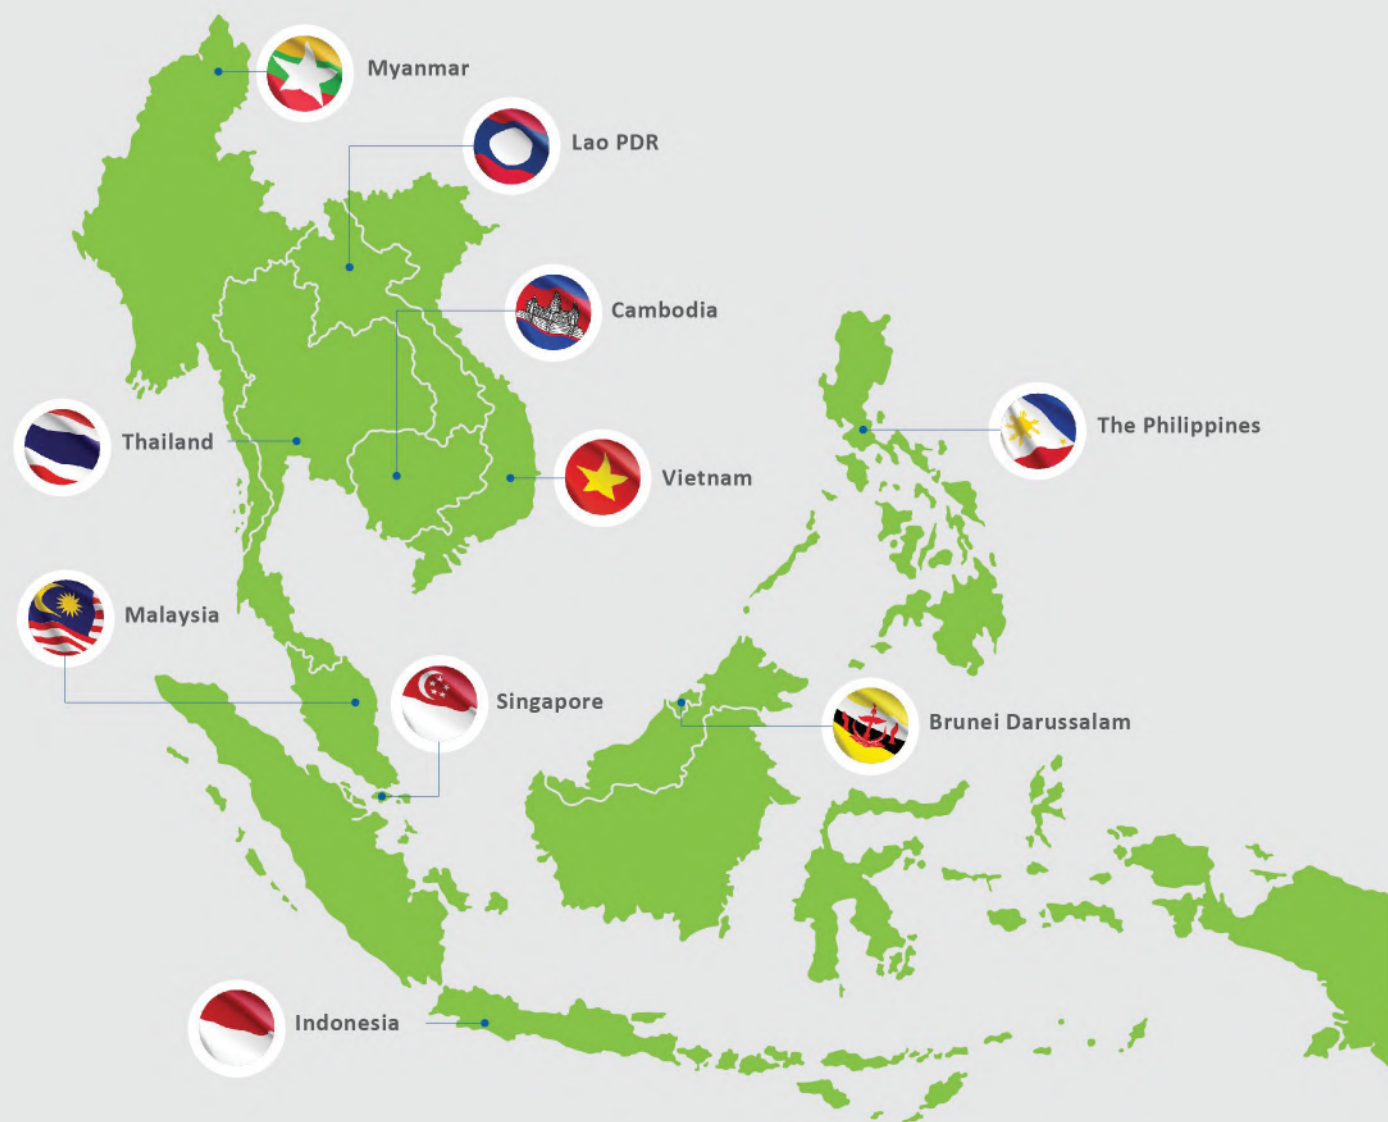 Myanmar
Lao PDR
Cambodia
The Philippines
Thailand
Vietnam
Malaysia
Singapore
Brunei Darussalam
Indonesia